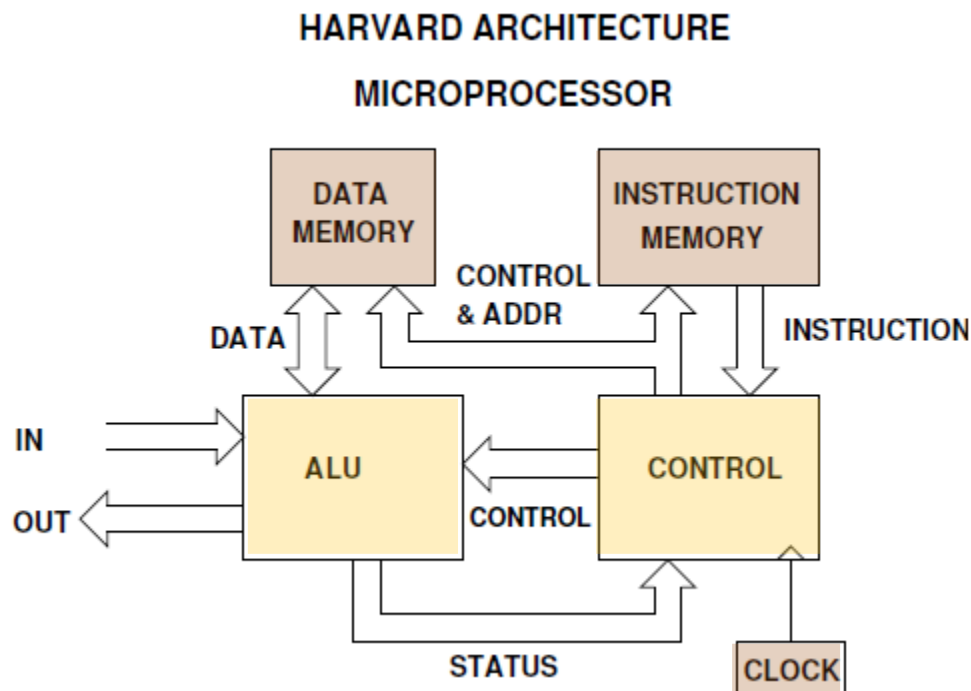 HARVARD ARCHITECTURE
MICROPROCESSOR
DATA
MEMORY
INSTRUCTION
MEMORY
CONTROL
& ADDR
DATA
INSTRUCTION
IN
ALU
CONTROL
OUT
CONTROL
STATUS
CLOCK